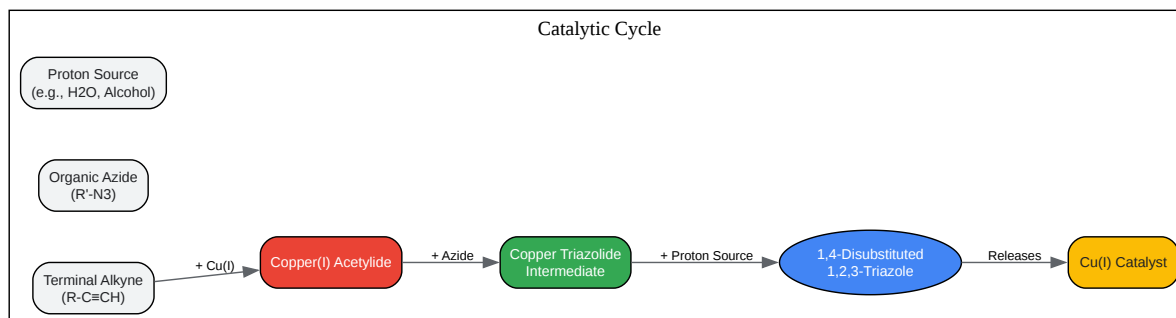 Catalytic Cycle
Proton Source
(e.g., H2O, Alcohol)
Organic Azide
(R'-N3)
Terminal Alkyne
(R-C≡CH)
+ Cu(I)
Copper(I) Acetylide
+ Azide
Copper Triazolide
Intermediate
+ Proton Source
1,4-Disubstituted
1,2,3-Triazole
Releases
Cu(I) Catalyst